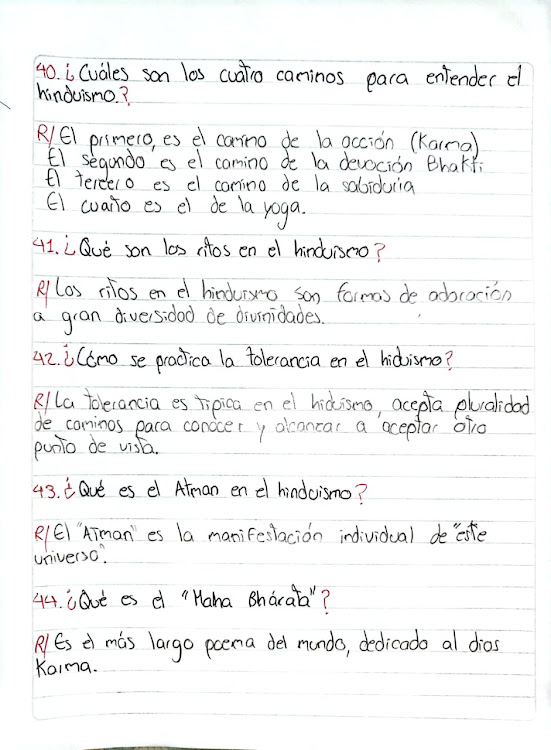 40. ¿Cuáles son los cuatro caminos para entender el
hinduismo.?
R/ El primero, es el camino de la acción (Karma)
El segundo es el camino de la devoción Bhakti
El tercero es el camino de la sabiduria
El cuarto es el de la yoga.
41. ¿Qué son los ritos en el hinduismo?
R/ Los ritos en el hinduismo son formas de adoración
a gran diversidad de divinidades.
42. ¿Cómo se practica la tolerancia en el hiduismo?
R/ La tolerancia es tipica en el hiduismo, acepta pluralidad
de caminos para conocer y alcanzar a aceptar otro
punto de vista.
43. ¿Qué es el Atman en el hinduismo?
R/ El "Atman" es la manifestación individual de "este
universo".
44. ¿Qué es el "Maha Bhárata"?
R/ Es el más largo poema del mundo, dedicado al dios
Karma.